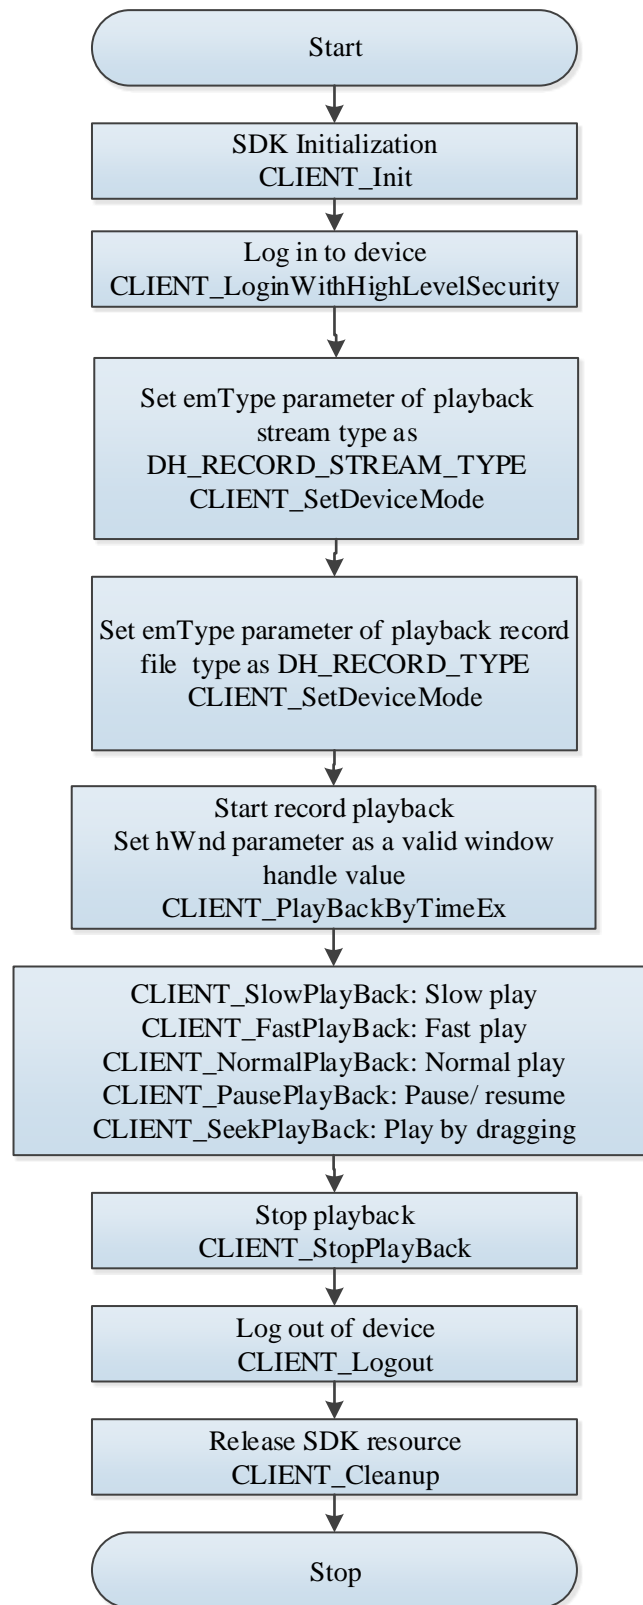 Start
SDK Initialization
CLIENT_Init
Log in to device
CLIENT_LoginWithHighLevelSecurity
Set emType parameter of playback
stream type as
DH_RECORD_STREAM_TYPE
CLIENT_SetDeviceMode
Set emType parameter of playback record
file type as DH_RECORD_TYPE
CLIENT_SetDeviceMode
Start record playback
Set hWnd parameter as a valid window
handle value
CLIENT_PlayBackByTimeEx
CLIENT_SlowPlayBack: Slow play
CLIENT_FastPlayBack: Fast play
CLIENT_NormalPlayBack: Normal play
CLIENT_PausePlayBack: Pause/ resume
CLIENT_SeekPlayBack: Play by dragging
Stop playback
CLIENT_StopPlayBack
Log out of device
CLIENT_Logout
Release SDK resource
CLIENT_Cleanup
Stop